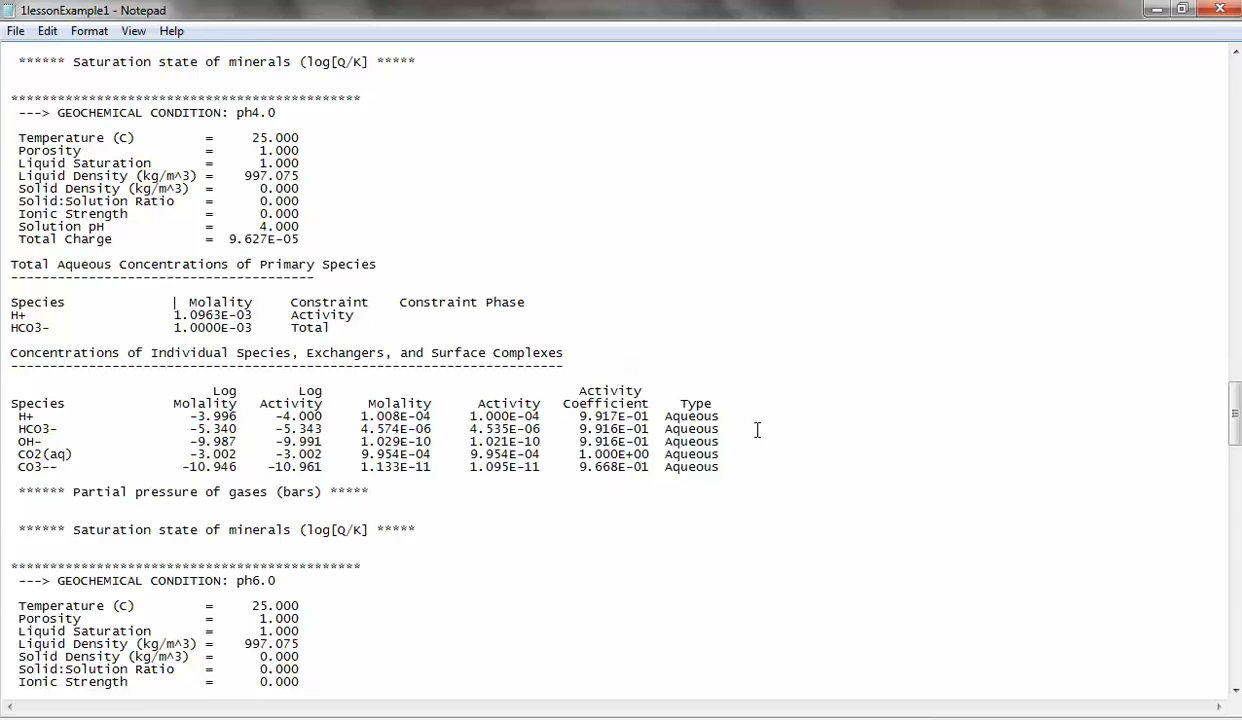 1lessonExample1 - Notepad
File Edit Format View Help
****** Saturation state of minerals (log[Q/K] *****
*********************************************
---> GEOCHEMICAL CONDITION: ph4.0
Temperature (C) = 25.000
Porosity = 1.000
Liquid Saturation = 1.000
Liquid Density (kg/m^3) = 997.075
Solid Density (kg/m^3) = 0.000
Solid:Solution Ratio = 0.000
Ionic Strength = 0.000
Solution pH = 4.000
Total Charge = 9.627E-05
Total Aqueous Concentrations of Primary Species
---------------------------------------
Species | Molality Constraint Constraint Phase
H+ 1.0963E-03 Activity
HCO3- 1.0000E-03 Total
Concentrations of Individual Species, Exchangers, and Surface Complexes
-----------------------------------------------------------------------
Log Log Activity
Species Molality Activity Molality Activity Coefficient Type
H+ -3.996 -4.000 1.008E-04 1.000E-04 9.917E-01 Aqueous
HCO3- -5.340 -5.343 4.574E-06 4.535E-06 9.916E-01 Aqueous
OH- -9.987 -9.991 1.029E-10 1.021E-10 9.916E-01 Aqueous
CO2(aq) -3.002 -3.002 9.954E-04 9.954E-04 1.000E+00 Aqueous
CO3-- -10.946 -10.961 1.133E-11 1.095E-11 9.668E-01 Aqueous
****** Partial pressure of gases (bars) *****
****** Saturation state of minerals (log[Q/K] *****
*********************************************
---> GEOCHEMICAL CONDITION: ph6.0
Temperature (C) = 25.000
Porosity = 1.000
Liquid Saturation = 1.000
Liquid Density (kg/m^3) = 997.075
Solid Density (kg/m^3) = 0.000
Solid:Solution Ratio = 0.000
Ionic Strength = 0.000